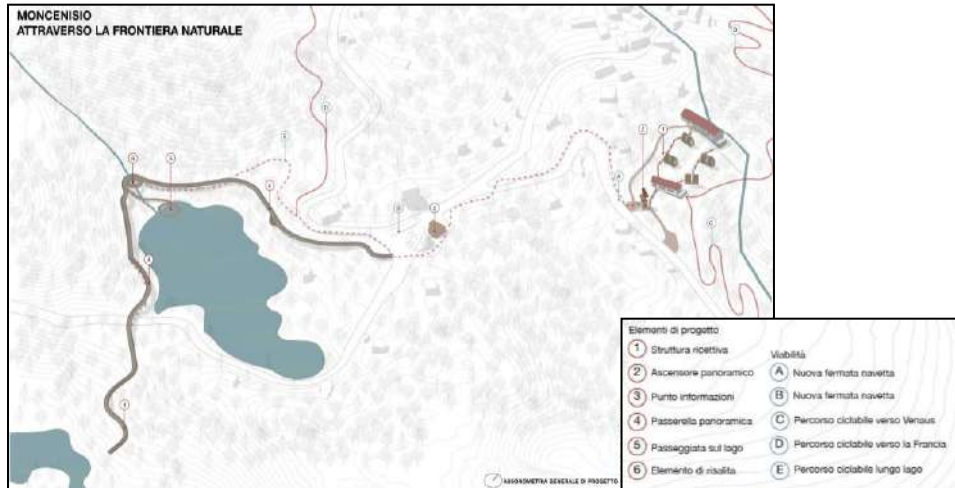 MONCENISIO
ATTRAVERSO LA FRONTIERA NATURALE
ASSONOMETRIA GENERALE DI PROGETTO
Elementi di progetto
1 Struttura ricettiva
2 Ascensore panoramico
3 Punto informazioni
4 Passerella panoramica
5 Passeggiata sul lago
6 Elemento di risalita
Viabilità
A Nuova fermata navetta
B Nuova fermata navetta
C Percorso ciclabile verso Venaus
D Percorso ciclabile verso la Francia
E Percorso ciclabile lungo lago